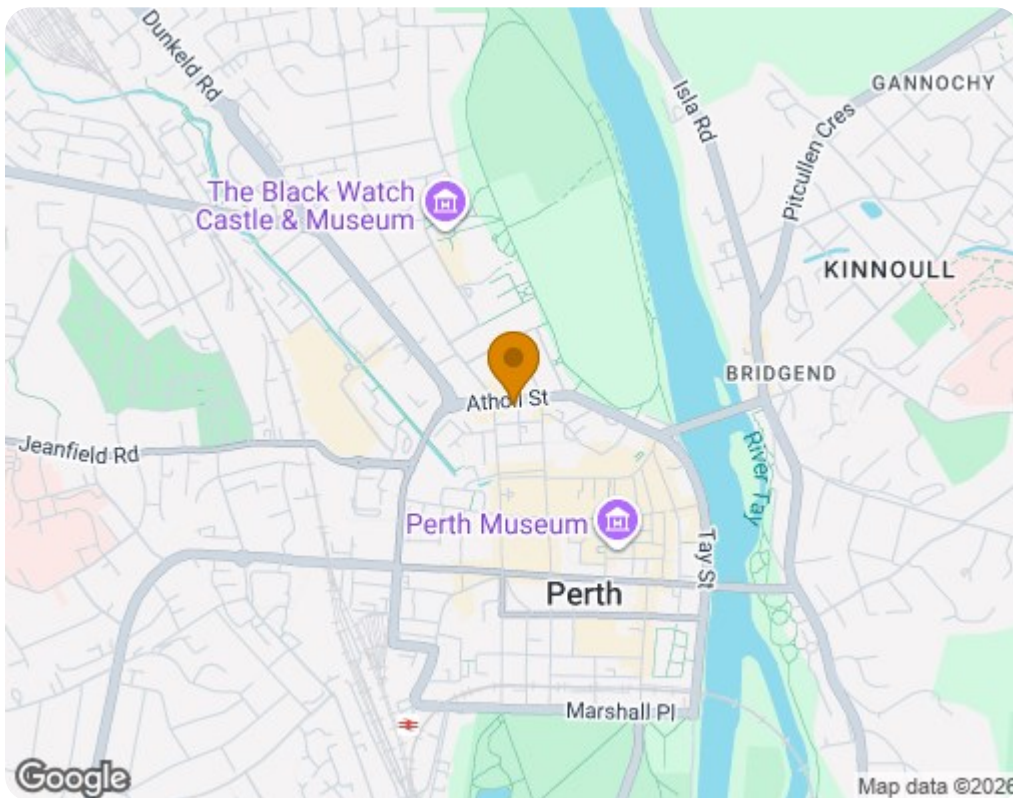 Dunkeld Rd
Isla Rd
GANNOCHY
Pitcullen Cres
The Black Watch
Castle & Museum
KINNOULL
BRIDGEND
Atholl St
Jeanfield Rd
River Tay
Perth Museum
Tay St
Perth
Marshall Pl
Google
Map data ©2026